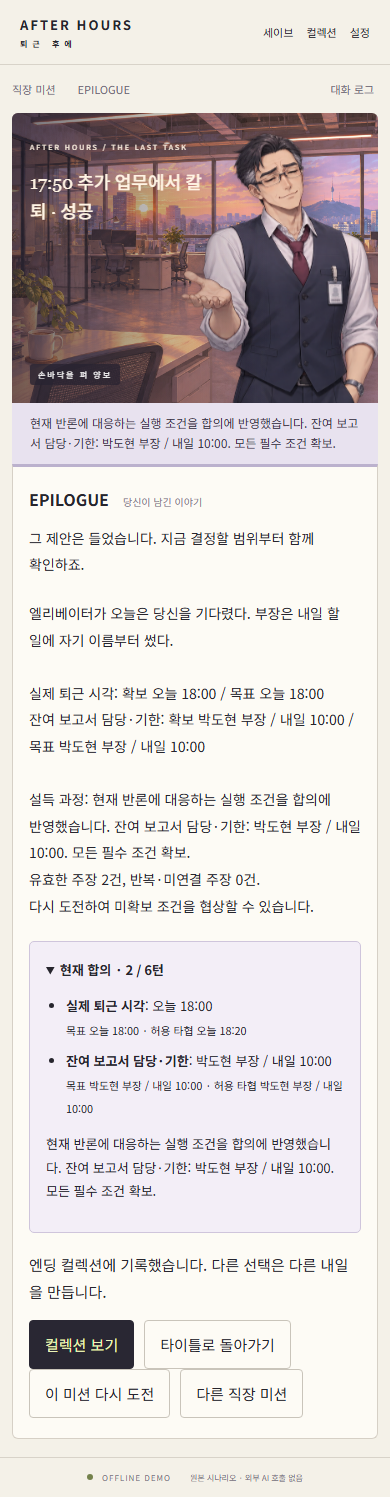 AFTER HOURS
퇴근 후에
세이브 컬렉션 설정
직장 미션 EPILOGUE 대화 로그
AFTER HOURS / THE LAST TASK
17:50 추가 업무에서 칼
퇴 · 성공
손바닥을 펴 양보
현재 반론에 대응하는 실행 조건을 합의에 반영했습니다. 잔여 보고
서 담당·기한: 박도현 부장 / 내일 10:00. 모든 필수 조건 확보.
EPILOGUE 당신이 남긴 이야기
그 제안은 들었습니다. 지금 결정할 범위부터 함께
확인하죠.
엘리베이터가 오늘은 당신을 기다렸다. 부장은 내일 할
일에 자기 이름부터 썼다.
실제 퇴근 시각: 확보 오늘 18:00 / 목표 오늘 18:00
잔여 보고서 담당·기한: 확보 박도현 부장 / 내일 10:00 /
목표 박도현 부장 / 내일 10:00
설득 과정: 현재 반론에 대응하는 실행 조건을 합의에
반영했습니다. 잔여 보고서 담당·기한: 박도현 부장 / 내일
10:00. 모든 필수 조건 확보.
유효한 주장 2건, 반복·미연결 주장 0건.
다시 도전하여 미확보 조건을 협상할 수 있습니다.
▼ 현재 합의 · 2 / 6턴
• 실제 퇴근 시각: 오늘 18:00
목표 오늘 18:00 · 허용 타협 오늘 18:20
• 잔여 보고서 담당·기한: 박도현 부장 / 내일 10:00
목표 박도현 부장 / 내일 10:00 · 허용 타협 박도현 부장 / 내일
10:00
현재 반론에 대응하는 실행 조건을 합의에 반영했습니
다. 잔여 보고서 담당·기한: 박도현 부장 / 내일 10:00.
모든 필수 조건 확보.
엔딩 컬렉션에 기록했습니다. 다른 선택은 다른 내일
을 만듭니다.
컬렉션 보기 타이틀로 돌아가기
이 미션 다시 도전 다른 직장 미션
OFFLINE DEMO 원본 시나리오 · 외부 AI 호출 없음